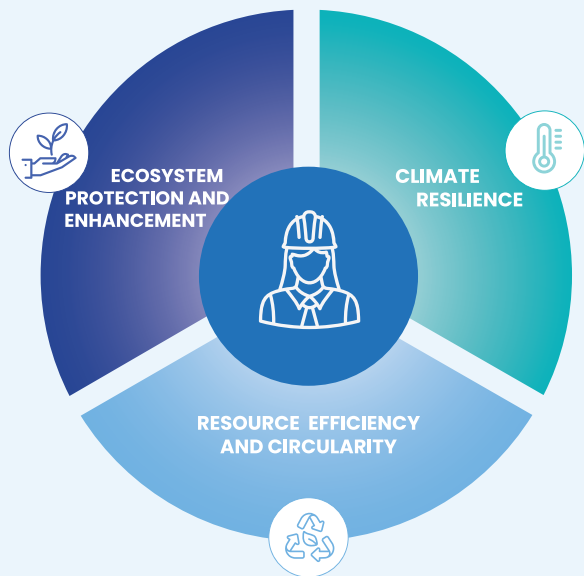 ECOSYSTEM
PROTECTION AND
ENHANCEMENT
CLIMATE
RESILIENCE
RESOURCE EFFICIENCY
AND CIRCULARITY